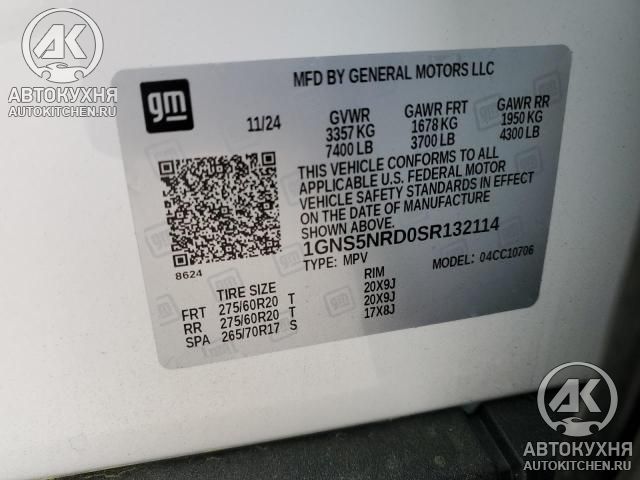 AK
АВТОКУХНЯ
AUTOKITCHEN.RU
gm
MFD BY GENERAL MOTORS LLC
11/24
GVWR GAWR FRT GAWR RR
3357 KG 1678 KG 1950 KG
7400 LB 3700 LB 4300 LB
THIS VEHICLE CONFORMS TO ALL
APPLICABLE U.S. FEDERAL MOTOR
VEHICLE SAFETY STANDARDS IN EFFECT
ON THE DATE OF MANUFACTURE
SHOWN ABOVE.
1GNS5NRD0SR132114
TYPE: MPV MODEL: 04CC10706
8624
TIRE SIZE RIM
FRT 275/60R20 T 20X9J
RR 275/60R20 T 20X9J
SPA 265/70R17 S 17X8J
AK
АВТОКУХНЯ
AUTOKITCHEN.RU